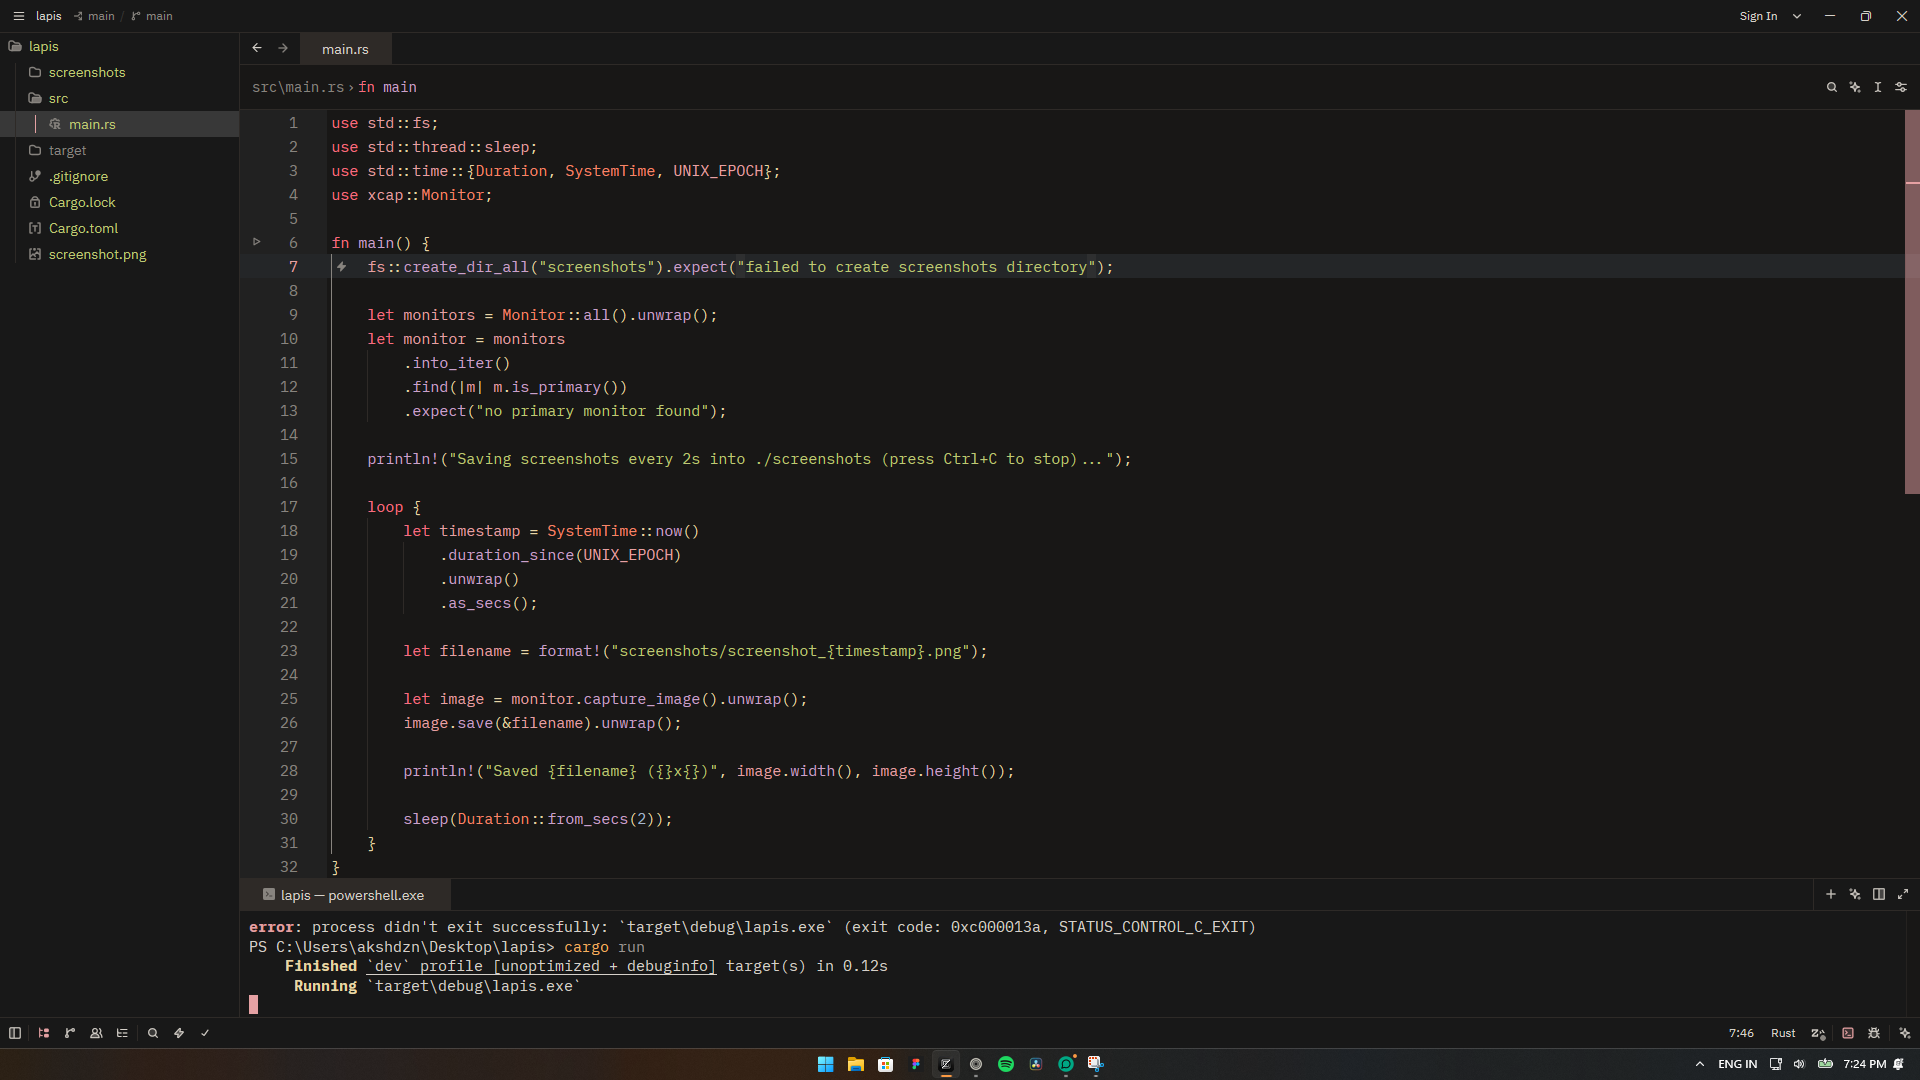 lapis main / main Sign In
lapis
screenshots
src
main.rs
target
.gitignore
Cargo.lock
Cargo.toml
screenshot.png
main.rs
src\main.rs › fn main
1 use std::fs;
2 use std::thread::sleep;
3 use std::time::{Duration, SystemTime, UNIX_EPOCH};
4 use xcap::Monitor;
5
6 fn main() {
7     fs::create_dir_all("screenshots").expect("failed to create screenshots directory");
8
9     let monitors = Monitor::all().unwrap();
10     let monitor = monitors
11         .into_iter()
12         .find(|m| m.is_primary())
13         .expect("no primary monitor found");
14
15     println!("Saving screenshots every 2s into ./screenshots (press Ctrl+C to stop)...");
16
17     loop {
18         let timestamp = SystemTime::now()
19             .duration_since(UNIX_EPOCH)
20             .unwrap()
21             .as_secs();
22
23         let filename = format!("screenshots/screenshot_{timestamp}.png");
24
25         let image = monitor.capture_image().unwrap();
26         image.save(&filename).unwrap();
27
28         println!("Saved {filename} ({}x{})", image.width(), image.height());
29
30         sleep(Duration::from_secs(2));
31     }
32 }
lapis — powershell.exe
error: process didn't exit successfully: `target\debug\lapis.exe` (exit code: 0xc000013a, STATUS_CONTROL_C_EXIT)
PS C:\Users\akshdzn\Desktop\lapis> cargo run
    Finished `dev` profile [unoptimized + debuginfo] target(s) in 0.12s
     Running `target\debug\lapis.exe`
7:46 Rust
ENG IN 7:24 PM